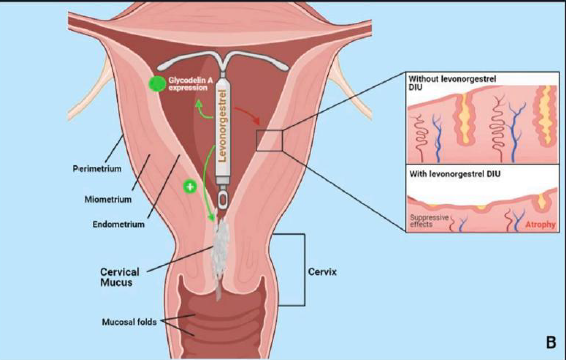 Glycodelin A
expression
Levonorgestrel
Without levonorgestrel
DIU
With levonorgestrel DIU
Suppressive
effects
Atrophy
Perimetrium
Miometrium
Endometrium
+
Cervical
Mucus
Cervix
Mucosal folds
B